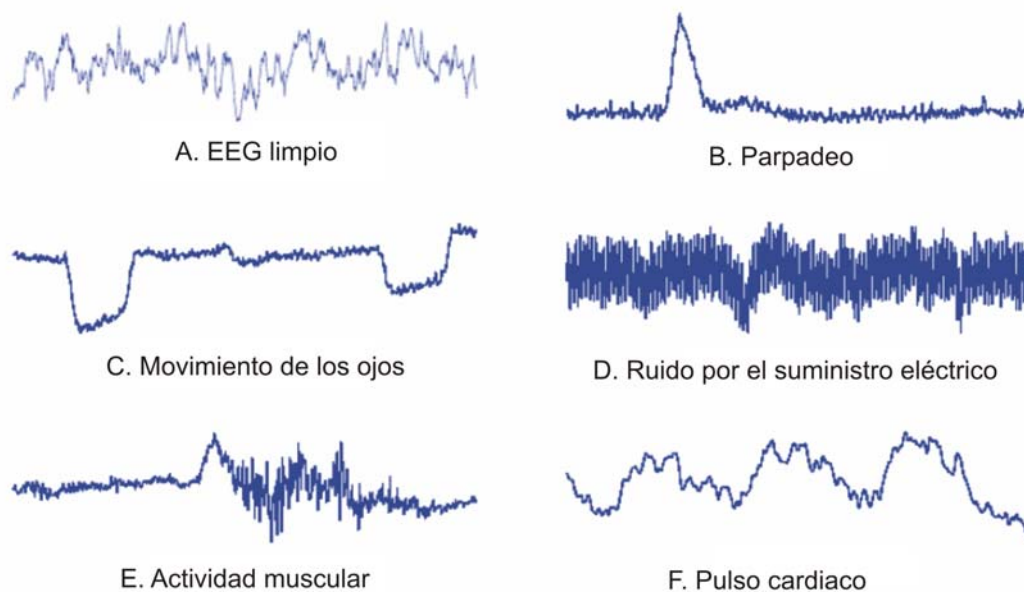 A. EEG limpio
B. Parpadeo
C. Movimiento de los ojos
D. Ruido por el suministro eléctrico
E. Actividad muscular
F. Pulso cardiaco